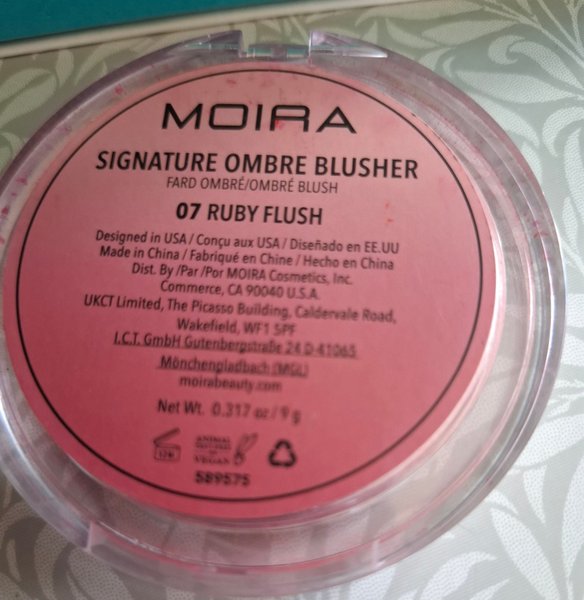 MOIRA
SIGNATURE OMBRE BLUSHER
FARD OMBRÉ/OMBRÉ BLUSH
07 RUBY FLUSH
Designed in USA / Conçu aux USA / Diseñado en EE.UU
Made in China / Fabriqué en Chine / Hecho en China
Dist. By /Par /Por MOIRA Cosmetics, Inc.
Commerce, CA 90040 U.S.A.
UKCT Limited, The Picasso Building, Caldervale Road,
Wakefield, WF1 5PF
I.C.T. GmbH Gutenbergstraße 24 D-41065
Mönchengladbach (MGL)
moirabeauty.com
Net Wt. 0.317 oz / 9 g
ANIMAL
VEGAN
589575